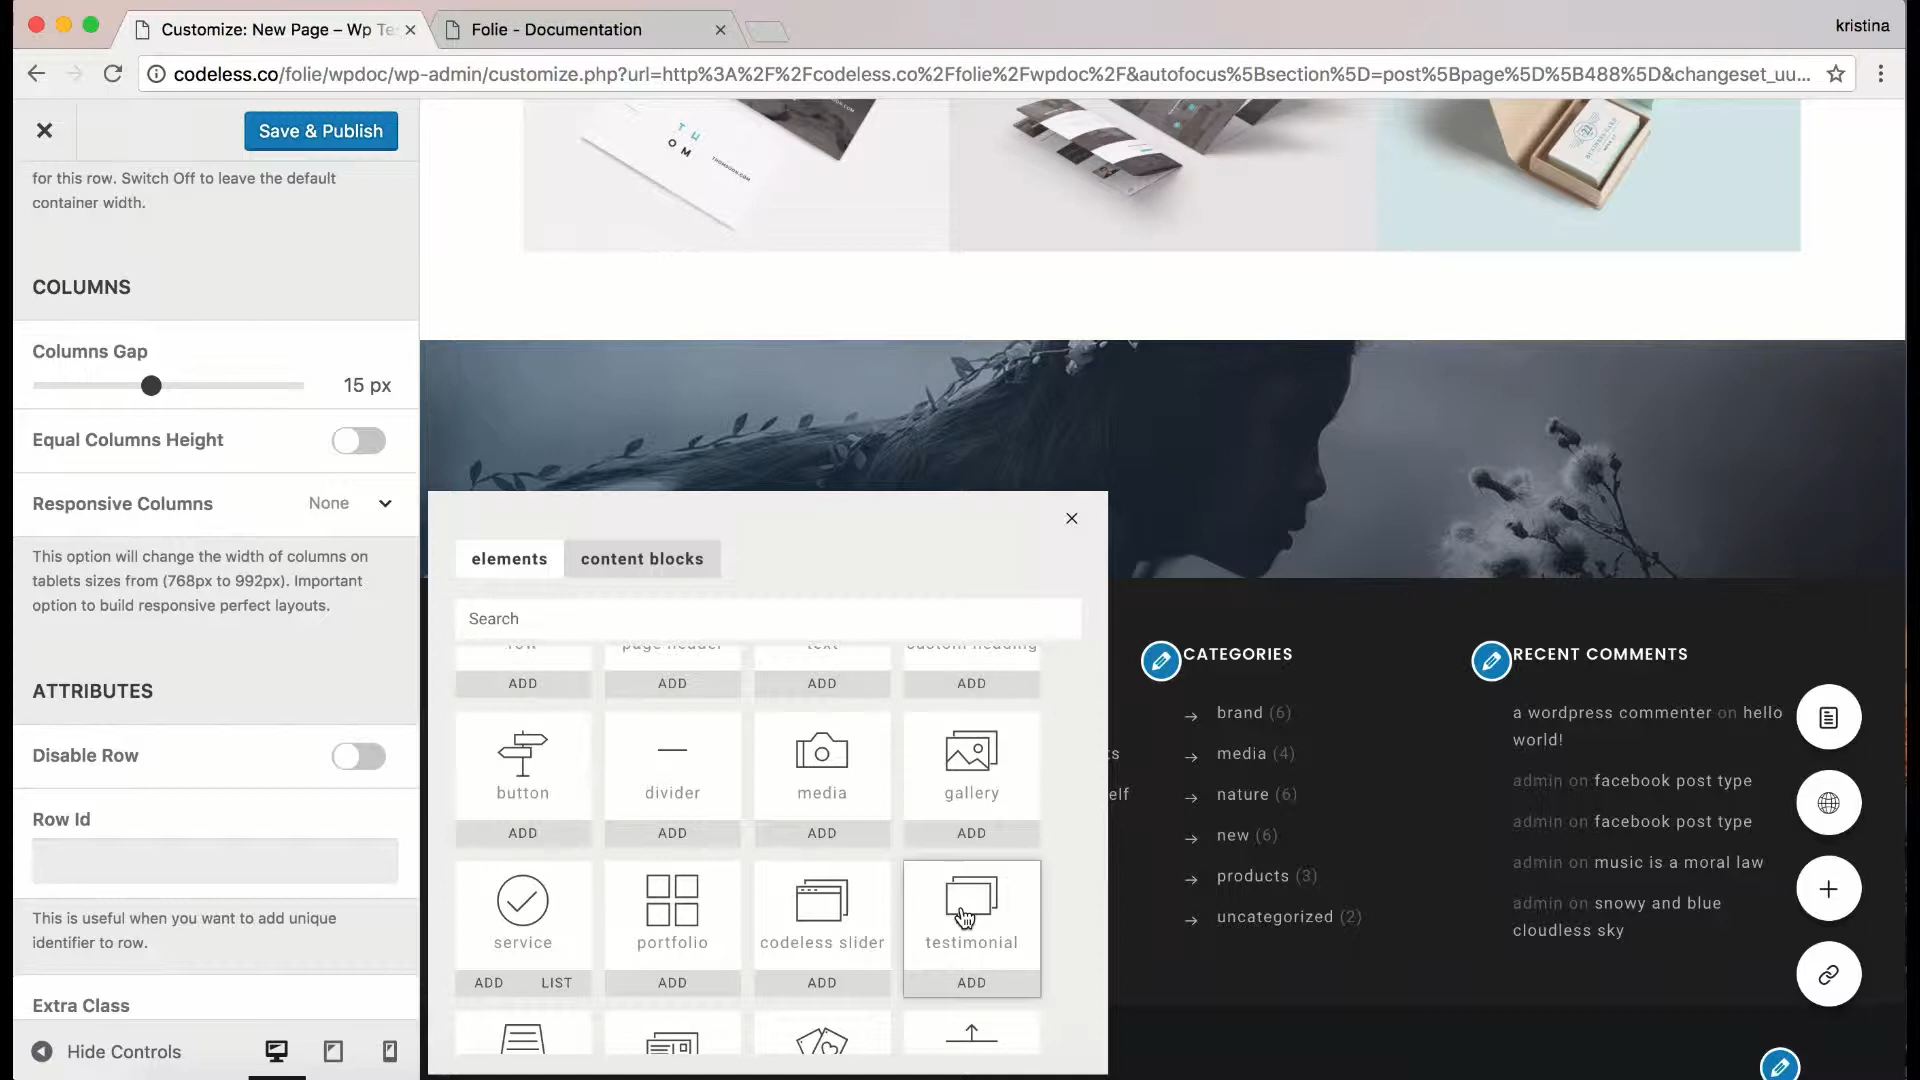 Customize: New Page – Wp Te
Folie - Documentation
kristina
codeless.co/folie/wpdoc/wp-admin/customize.php?url=http%3A%2F%2Fcodeless.co%2Ffolie%2Fwpdoc%2F&autofocus%5Bsection%5D=post%5Bpage%5D%5B488%5D&changeset_uu...
Save & Publish
for this row. Switch Off to leave the default
container width.
COLUMNS
Columns Gap
15 px
Equal Columns Height
Responsive Columns
None
This option will change the width of columns on
tablets sizes from (768px to 992px). Important
option to build responsive perfect layouts.
ATTRIBUTES
Disable Row
Row Id
This is useful when you want to add unique
identifier to row.
Extra Class
Hide Controls
elements
content blocks
Search
row
page header
text
custom heading
ADD
ADD
ADD
ADD
button
divider
media
gallery
ADD
ADD
ADD
ADD
service
portfolio
codeless slider
testimonial
ADD
LIST
ADD
ADD
ADD
CATEGORIES
brand (6)
media (4)
nature (6)
new (6)
products (3)
uncategorized (2)
RECENT COMMENTS
a wordpress commenter on hello
world!
admin on facebook post type
admin on facebook post type
admin on music is a moral law
admin on snowy and blue
cloudless sky